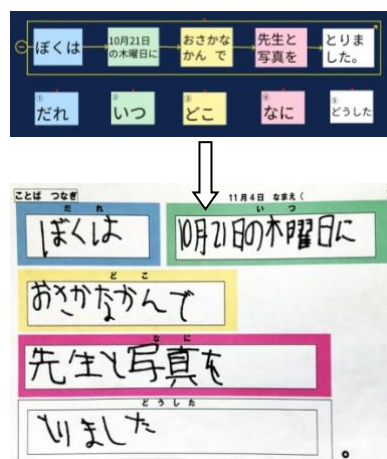 ぼくは
10月21日
の木曜日に
おさかな
かん で
先生と
写真を
とりま
した。
① だれ
② いつ
③ どこ
④ なに
⑤ どうした
ことば つなぎ
11月4日 なまえ(
だ れ
ぼくは
い つ
10月21日の木曜日に
ど こ
おさかなかんで
な に
先生と写真を
ど う し た
とりました
。